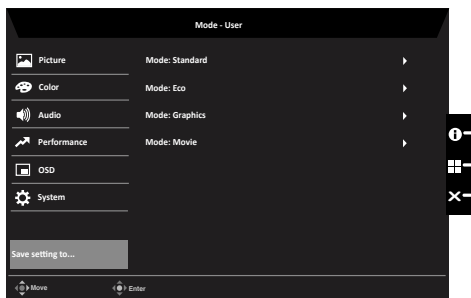 Mode - User
Picture
Mode: Standard
Color
Mode: Eco
Audio
Mode: Graphics
Performance
Mode: Movie
OSD
System
Save setting to...
Move
Enter